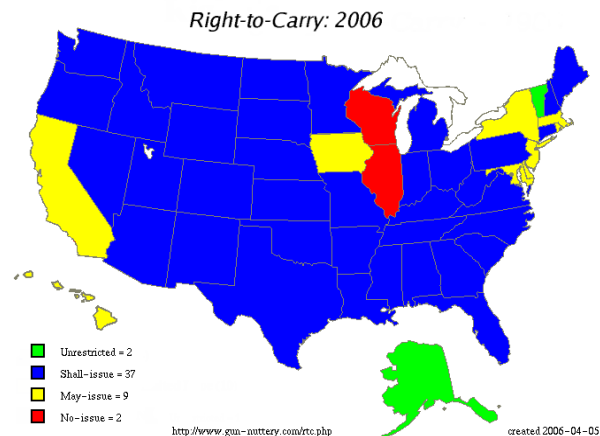 Right-to-Carry: 2006
Unrestricted = 2
Shall-issue = 37
May-issue = 9
No-issue = 2
http://www.gun-nuttery.com/rtc.php
created 2006-04-05